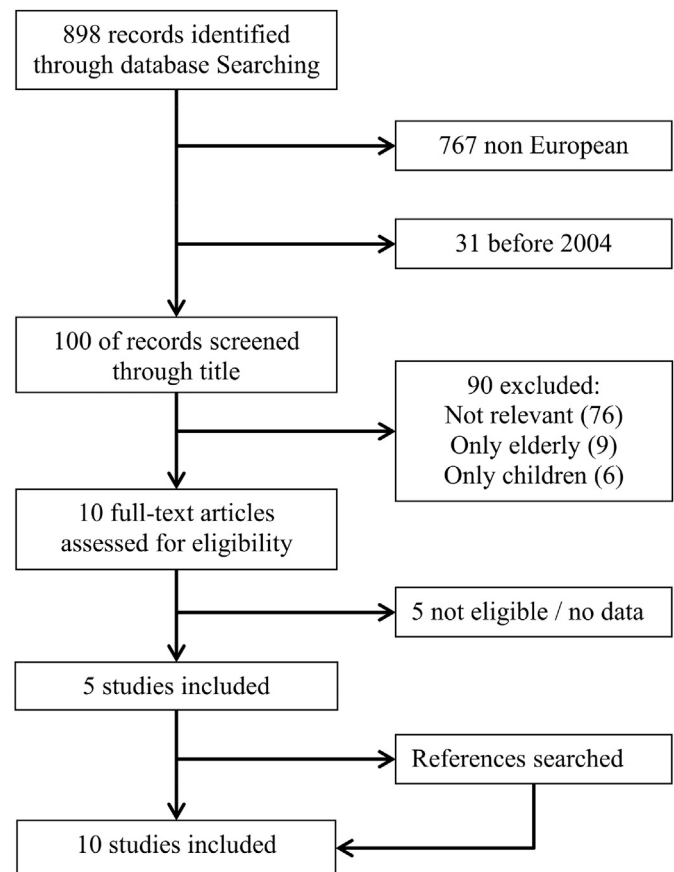 898 records identified
through database Searching
767 non European
31 before 2004
100 of records screened
through title
90 excluded:
Not relevant (76)
Only elderly (9)
Only children (6)
10 full-text articles
assessed for eligibility
5 not eligible / no data
5 studies included
References searched
10 studies included